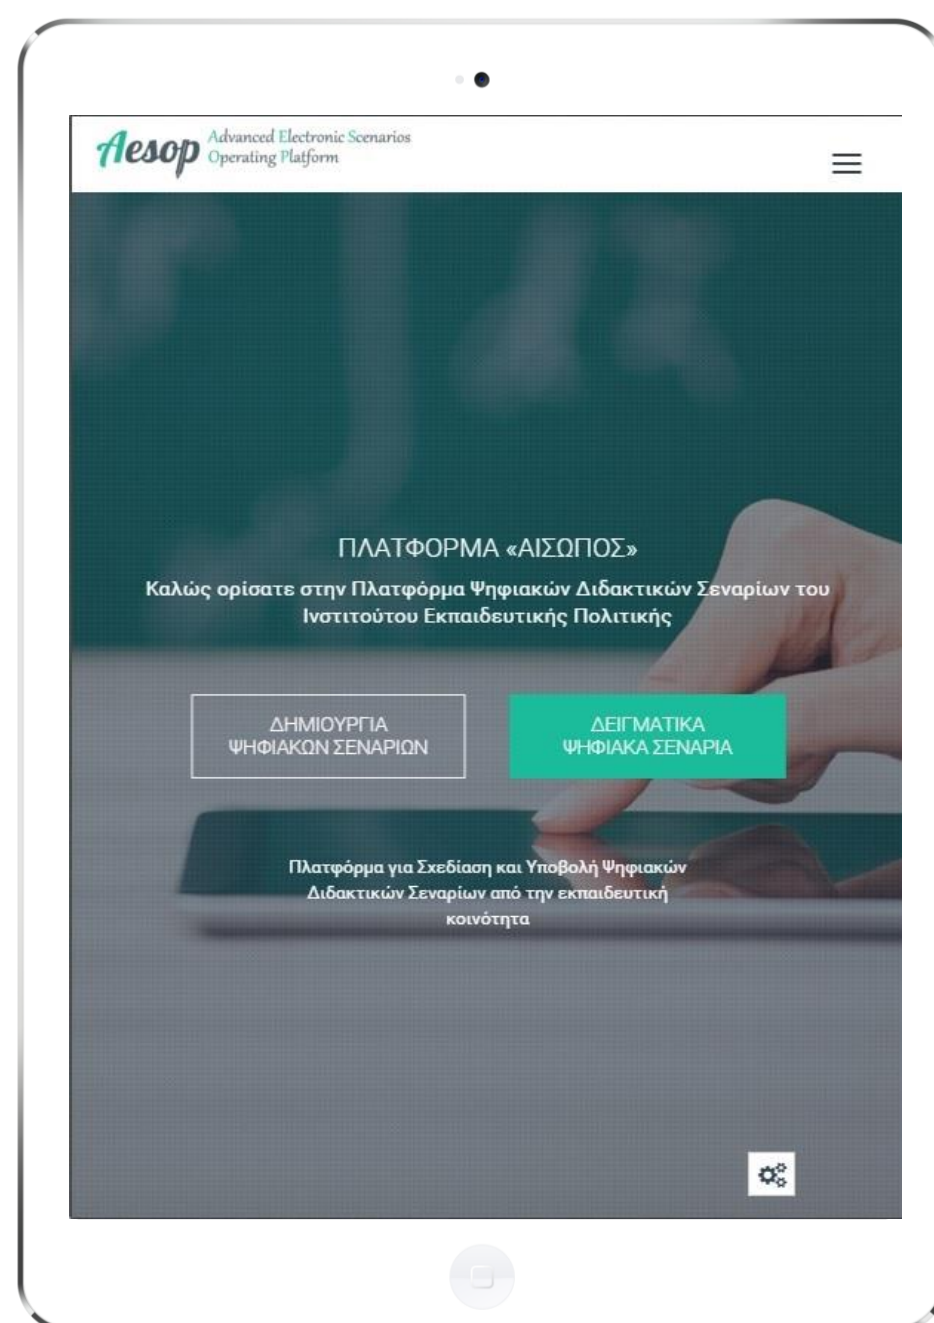 Aesop Advanced Electronic Scenarios
Operating Platform
ΠΛΑΤΦΟΡΜΑ «ΑΙΣΩΠΟΣ»
Καλώς ορίσατε στην Πλατφόρμα Ψηφιακών Διδακτικών Σεναρίων του
Ινστιτούτου Εκπαιδευτικής Πολιτικής
ΔΗΜΙΟΥΡΓΙΑ
ΨΗΦΙΑΚΩΝ ΣΕΝΑΡΙΩΝ
ΔΕΙΓΜΑΤΙΚΑ
ΨΗΦΙΑΚΑ ΣΕΝΑΡΙΑ
Πλατφόρμα για Σχεδίαση και Υποβολή Ψηφιακών
Διδακτικών Σεναρίων από την εκπαιδευτική
κοινότητα